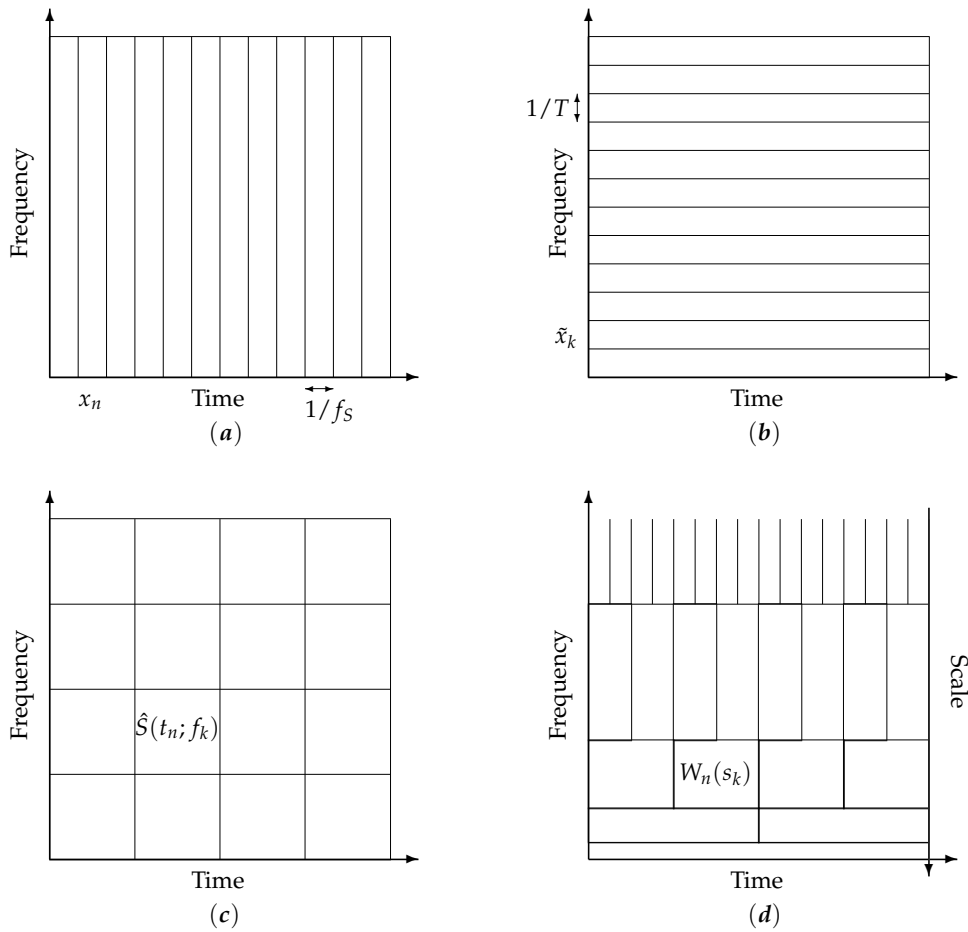 Frequency
x_n
Time
1/f_S
(a)
1/T
Frequency
x̃_k
Time
(b)
Frequency
Ŝ(t_n; f_k)
Time
(c)
Frequency
W_n(s_k)
Scale
Time
(d)